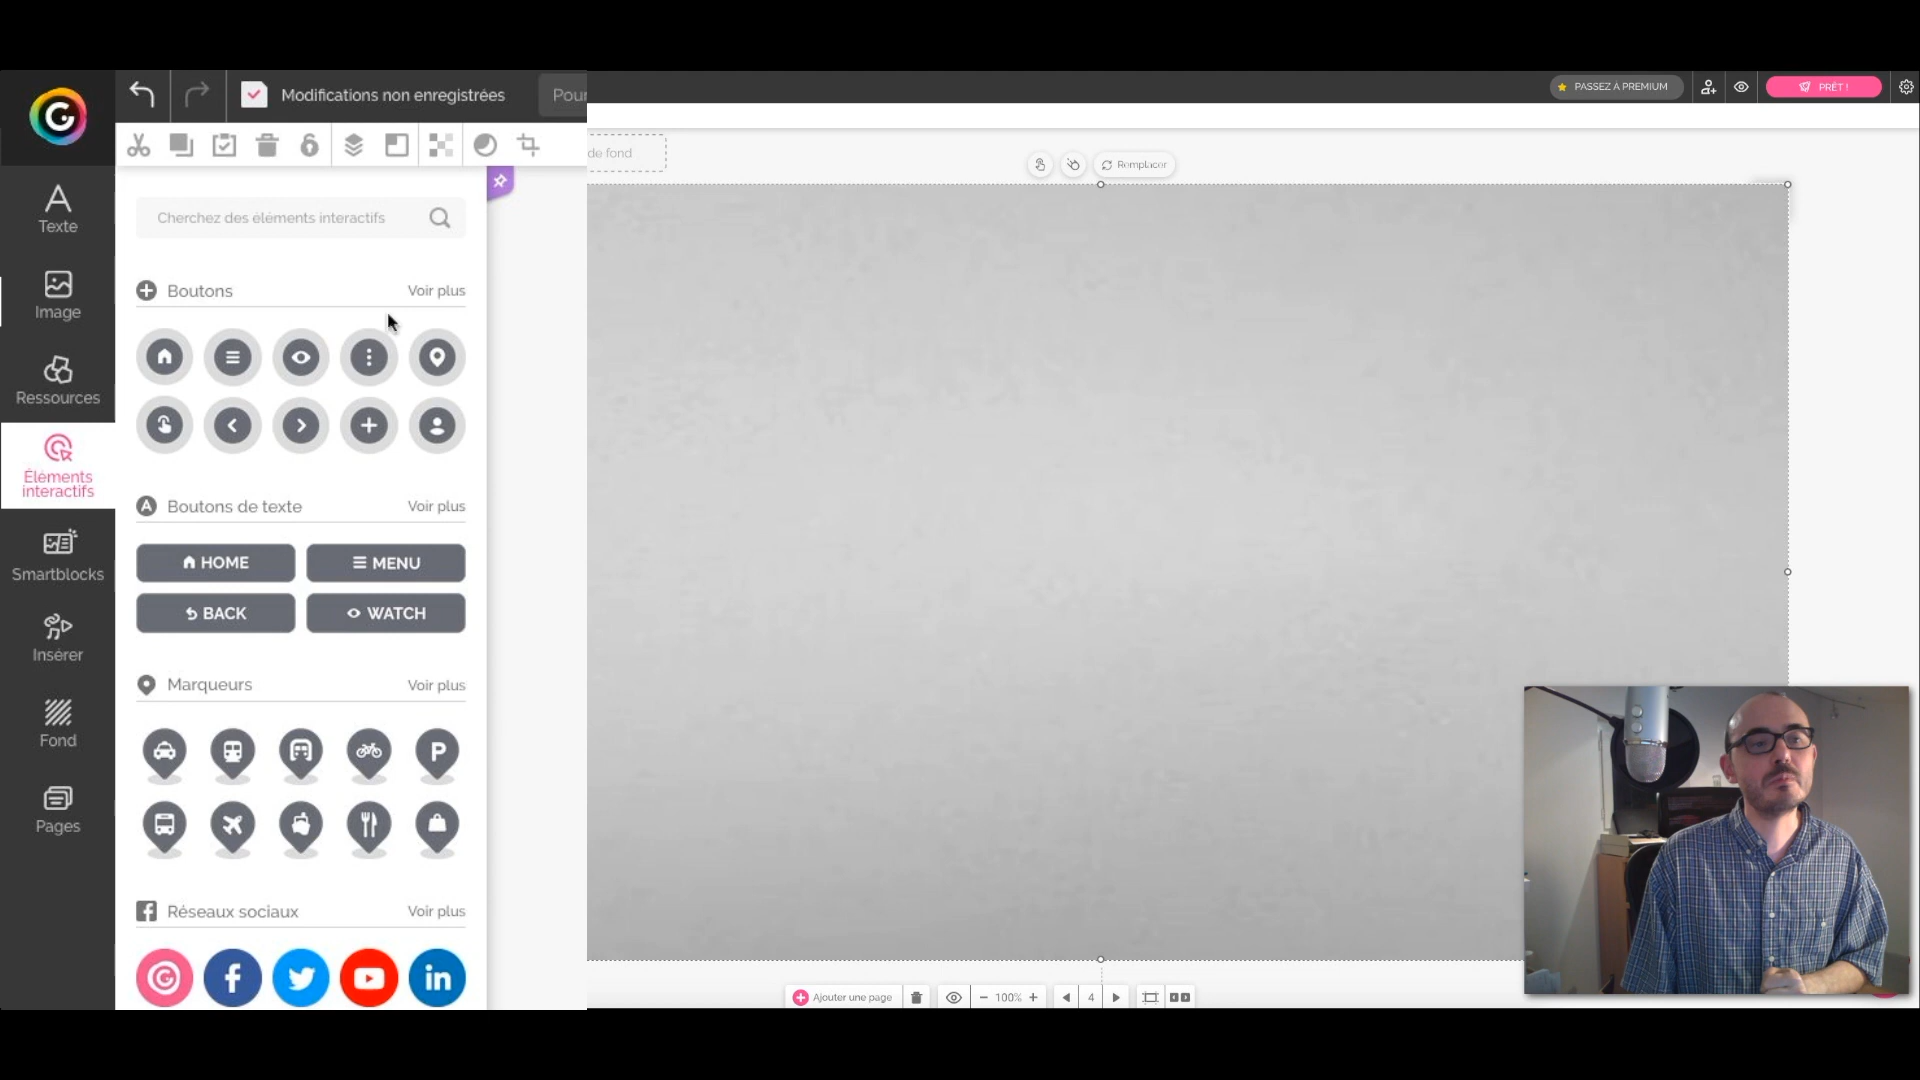 Modifications non enregistrées
Pour
PASSEZ À PREMIUM
PRÊT !
Texte
Image
Ressources
Éléments
interactifs
Smartblocks
Insérer
Fond
Pages
Cherchez des éléments interactifs
Boutons
Voir plus
Boutons de texte
Voir plus
HOME
MENU
BACK
WATCH
Marqueurs
Voir plus
P
Réseaux sociaux
Voir plus
in
de fond
Remplacer
Ajouter une page
100%
4